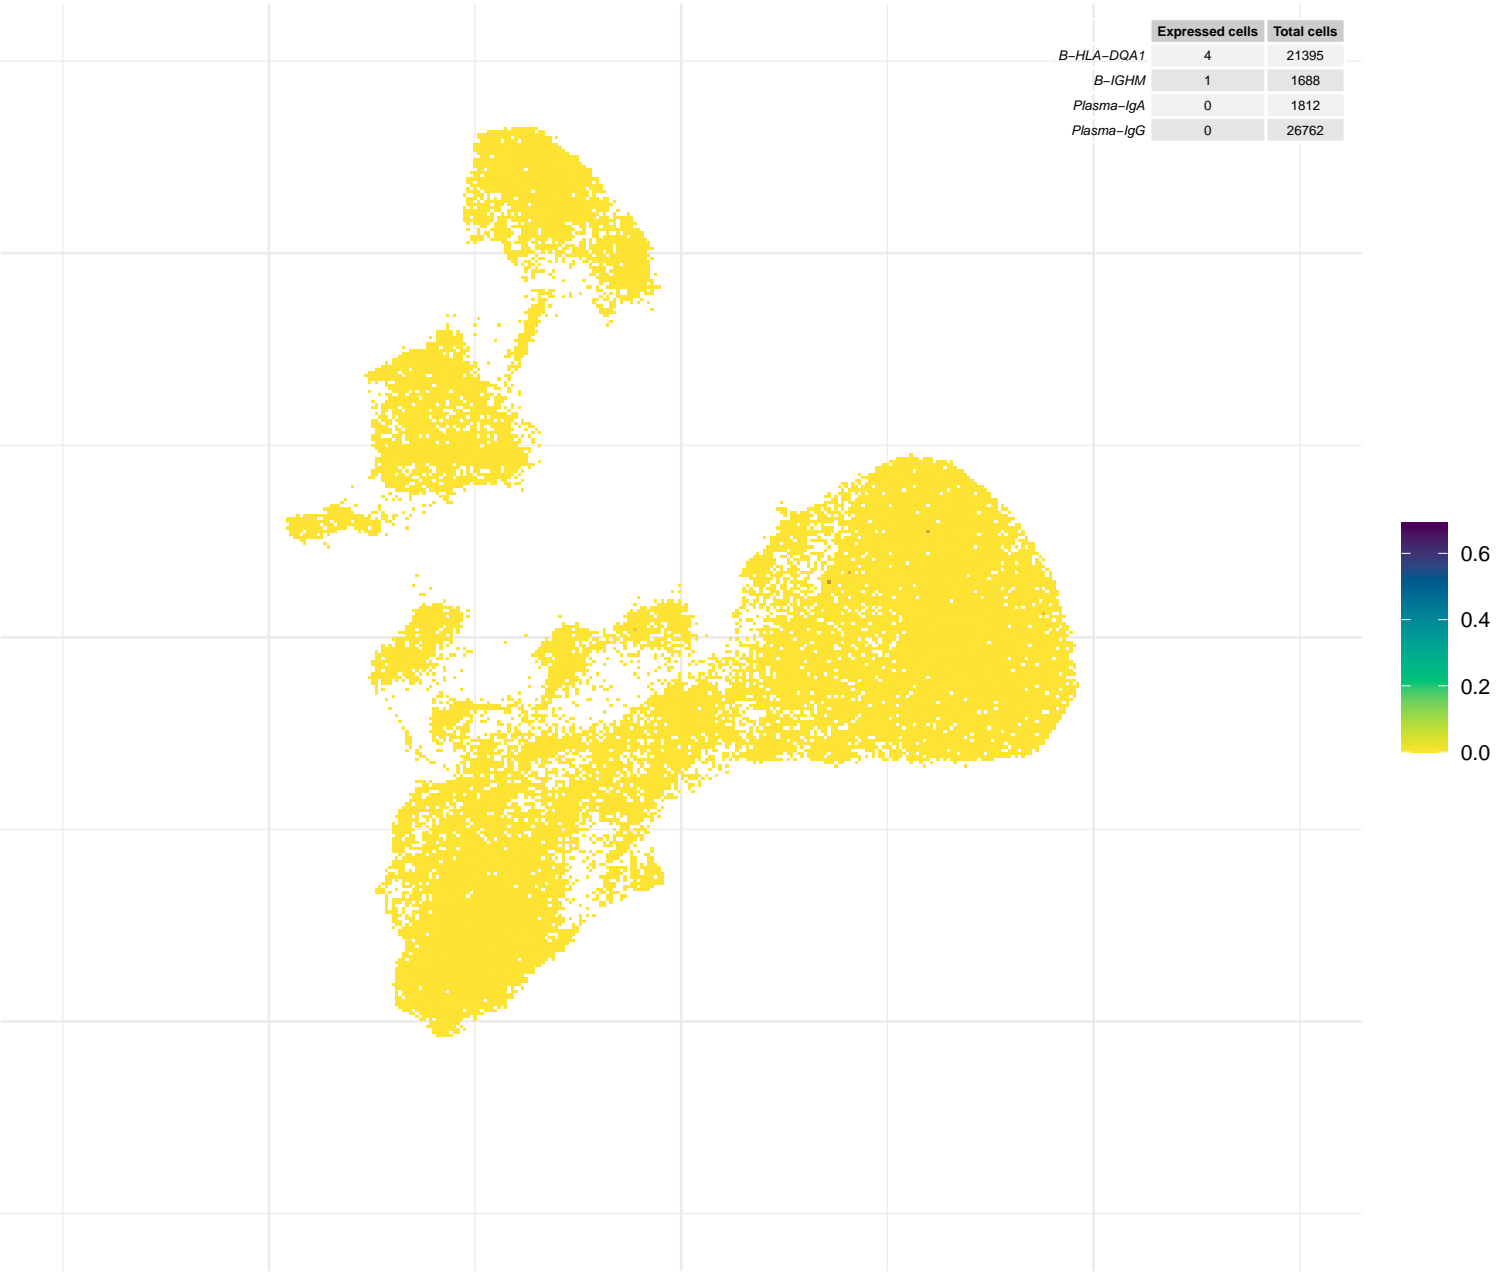 Expressed cells Total cells
B−HLA−DQA1 4 21395
B−IGHM 1 1688
Plasma−IgA 0 1812
Plasma−IgG 0 26762
0.6
0.4
0.2
0.0